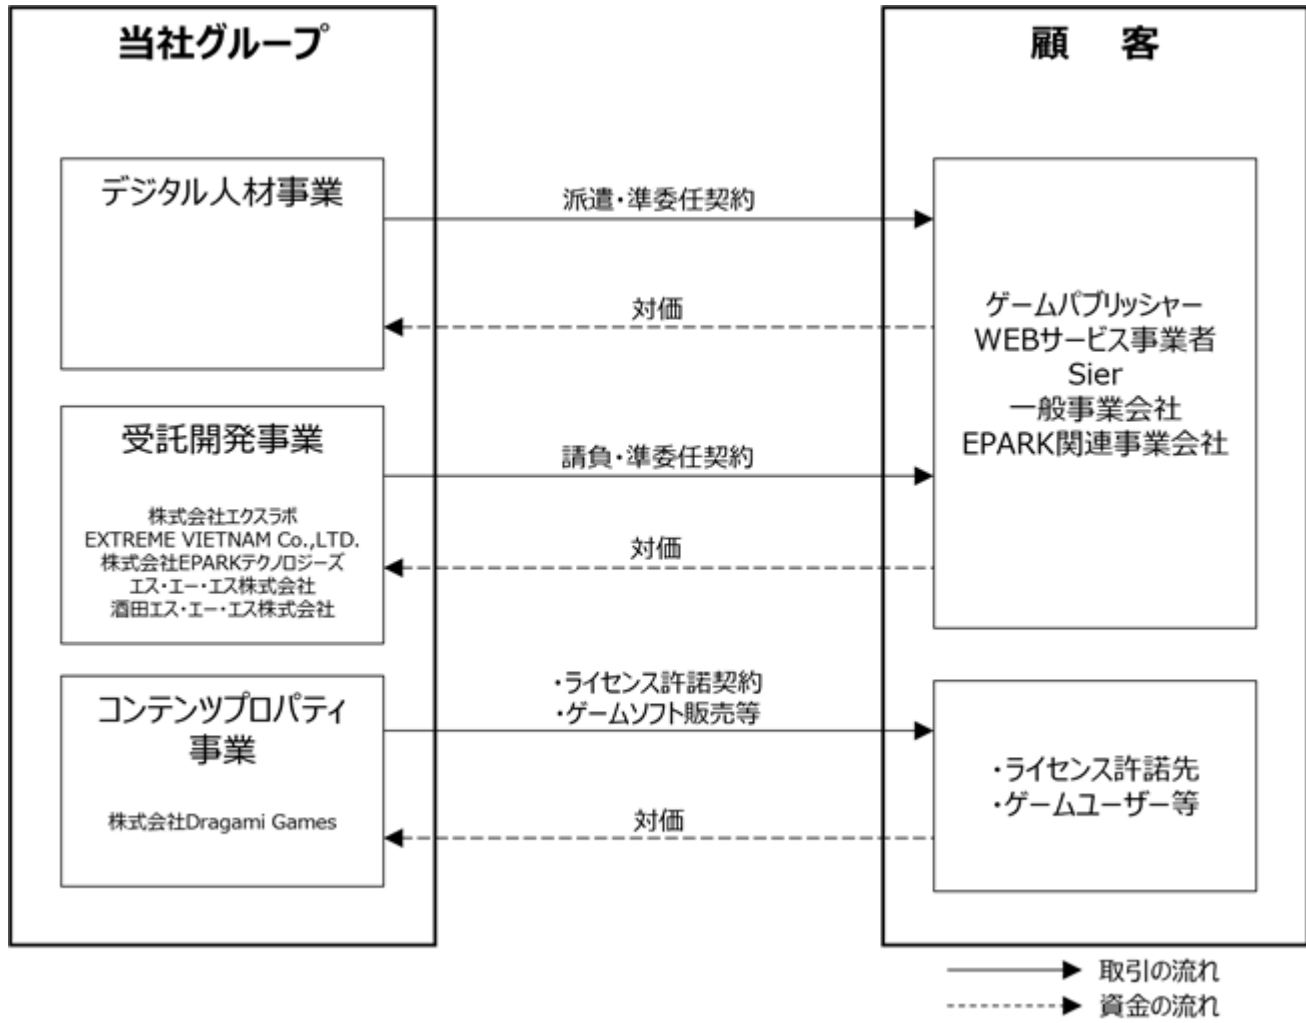 当社グループ
顧　客
デジタル人材事業
派遣・準委任契約
対価
ゲームパブリッシャー
WEBサービス事業者
Sier
一般事業会社
EPARK関連事業会社
受託開発事業
株式会社エクスラボ
EXTREME VIETNAM Co.,LTD.
株式会社EPARKテクノロジーズ
エス・エー・エス株式会社
酒田エス・エー・エス株式会社
請負・準委任契約
対価
コンテンツプロパティ
事業
株式会社Dragami Games
・ライセンス許諾契約
・ゲームソフト販売等
対価
・ライセンス許諾先
・ゲームユーザー等
取引の流れ
資金の流れ